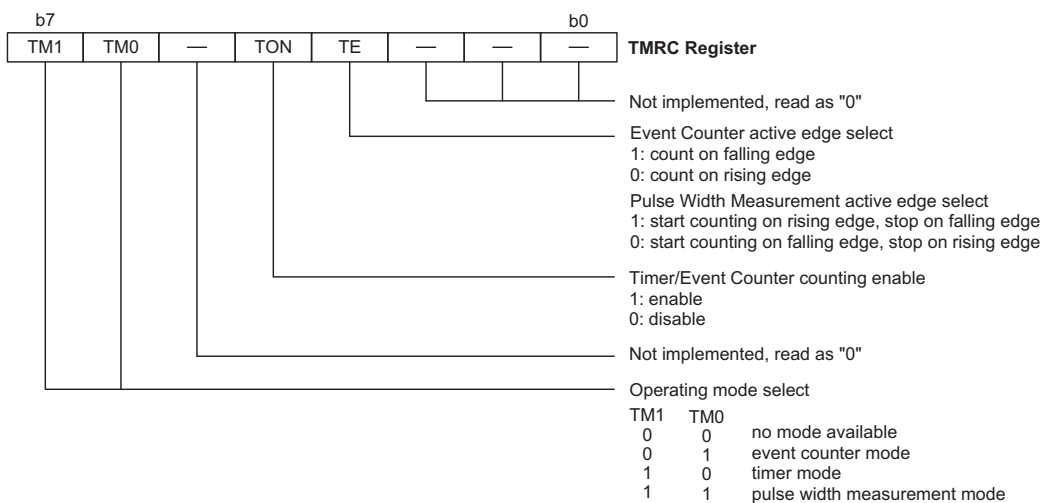 b7 b0
TM1 TM0 — TON TE — — — TMRC Register
Not implemented, read as "0"
Event Counter active edge select
1: count on falling edge
0: count on rising edge
Pulse Width Measurement active edge select
1: start counting on rising edge, stop on falling edge
0: start counting on falling edge, stop on rising edge
Timer/Event Counter counting enable
1: enable
0: disable
Not implemented, read as "0"
Operating mode select
TM1 TM0
0 0 no mode available
0 1 event counter mode
1 0 timer mode
1 1 pulse width measurement mode